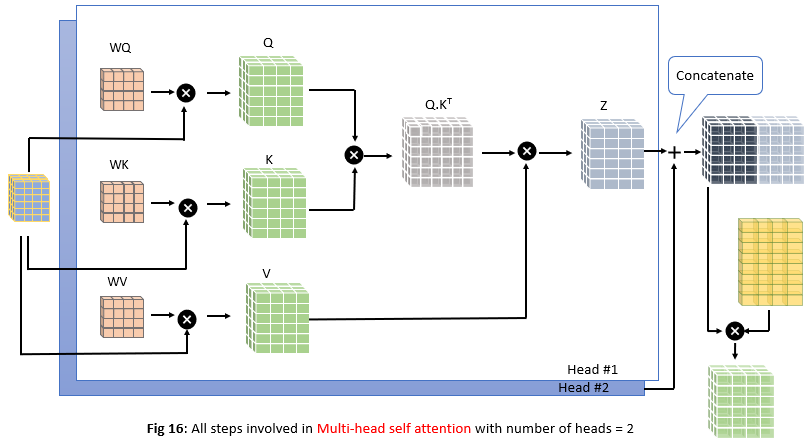 WQ
Q
Concatenate
Q.Kᵀ
Z
WK
K
WV
V
Head #1
Head #2
Fig 16: All steps involved in Multi-head self attention with number of heads = 2